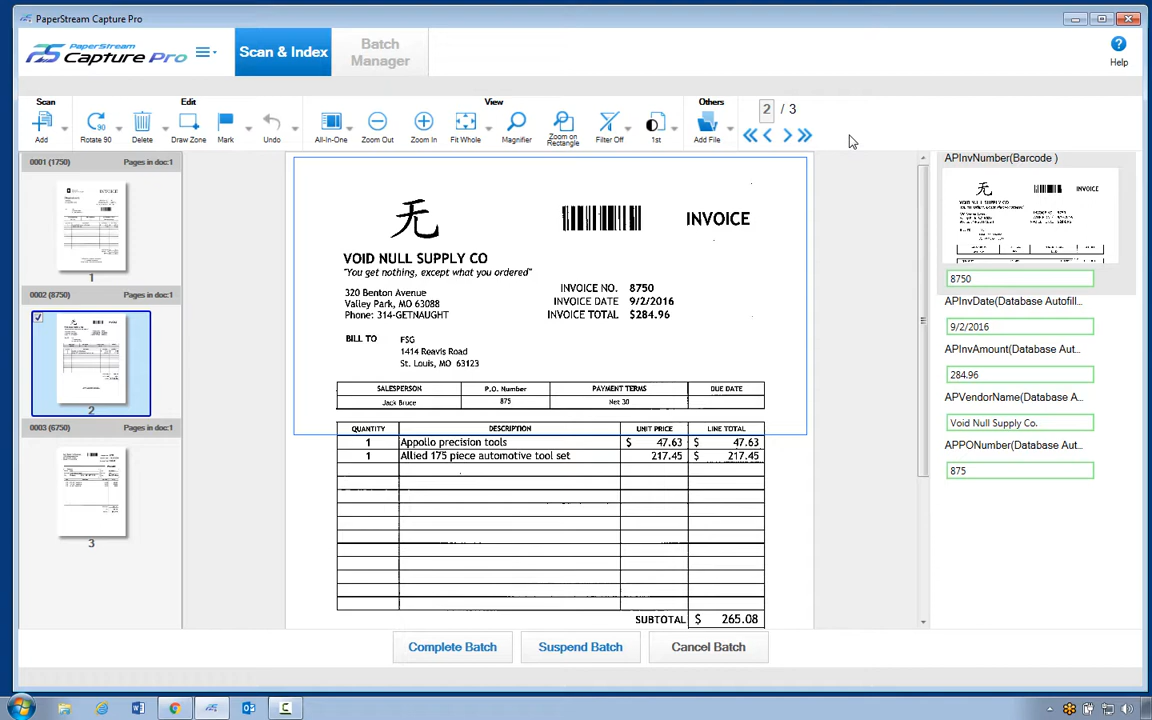 PaperStream Capture Pro
PaperStream
Capture Pro
Scan & Index
Batch
Manager
Help
Scan
Edit
View
Others
2 / 3
Add
Rotate 90
Delete
Draw Zone
Mark
Undo
All-In-One
Zoom Out
Zoom In
Fit Whole
Magnifier
Zoom on
Rectangle
Filter Off
1st
Add File
0001 (1750) Pages in doc:1
1
0002 (8750) Pages in doc:1
2
0003 (6750) Pages in doc:1
3
无
INVOICE
VOID NULL SUPPLY CO
"You get nothing, except what you ordered"
320 Benton Avenue
Valley Park, MO 63088
Phone: 314-GETNAUGHT
INVOICE NO. 8750
INVOICE DATE 9/2/2016
INVOICE TOTAL $284.96
BILL TO FSG
1414 Reavis Road
St. Louis, MO 63123
SALESPERSON P.O. Number PAYMENT TERMS DUE DATE
Jack Bruce 875 Net 30
QUANTITY DESCRIPTION UNIT PRICE LINE TOTAL
1 Appollo precision tools $ 47.63 $ 47.63
1 Allied 175 piece automotive tool set 217.45 $ 217.45
SUBTOTAL $ 265.08
APInvNumber(Barcode )
无
INVOICE
8750
APInvDate(Database Autofill...
9/2/2016
APInvAmount(Database Aut...
284.96
APVendorName(Database A...
Void Null Supply Co.
APPONumber(Database Aut...
875
Complete Batch
Suspend Batch
Cancel Batch